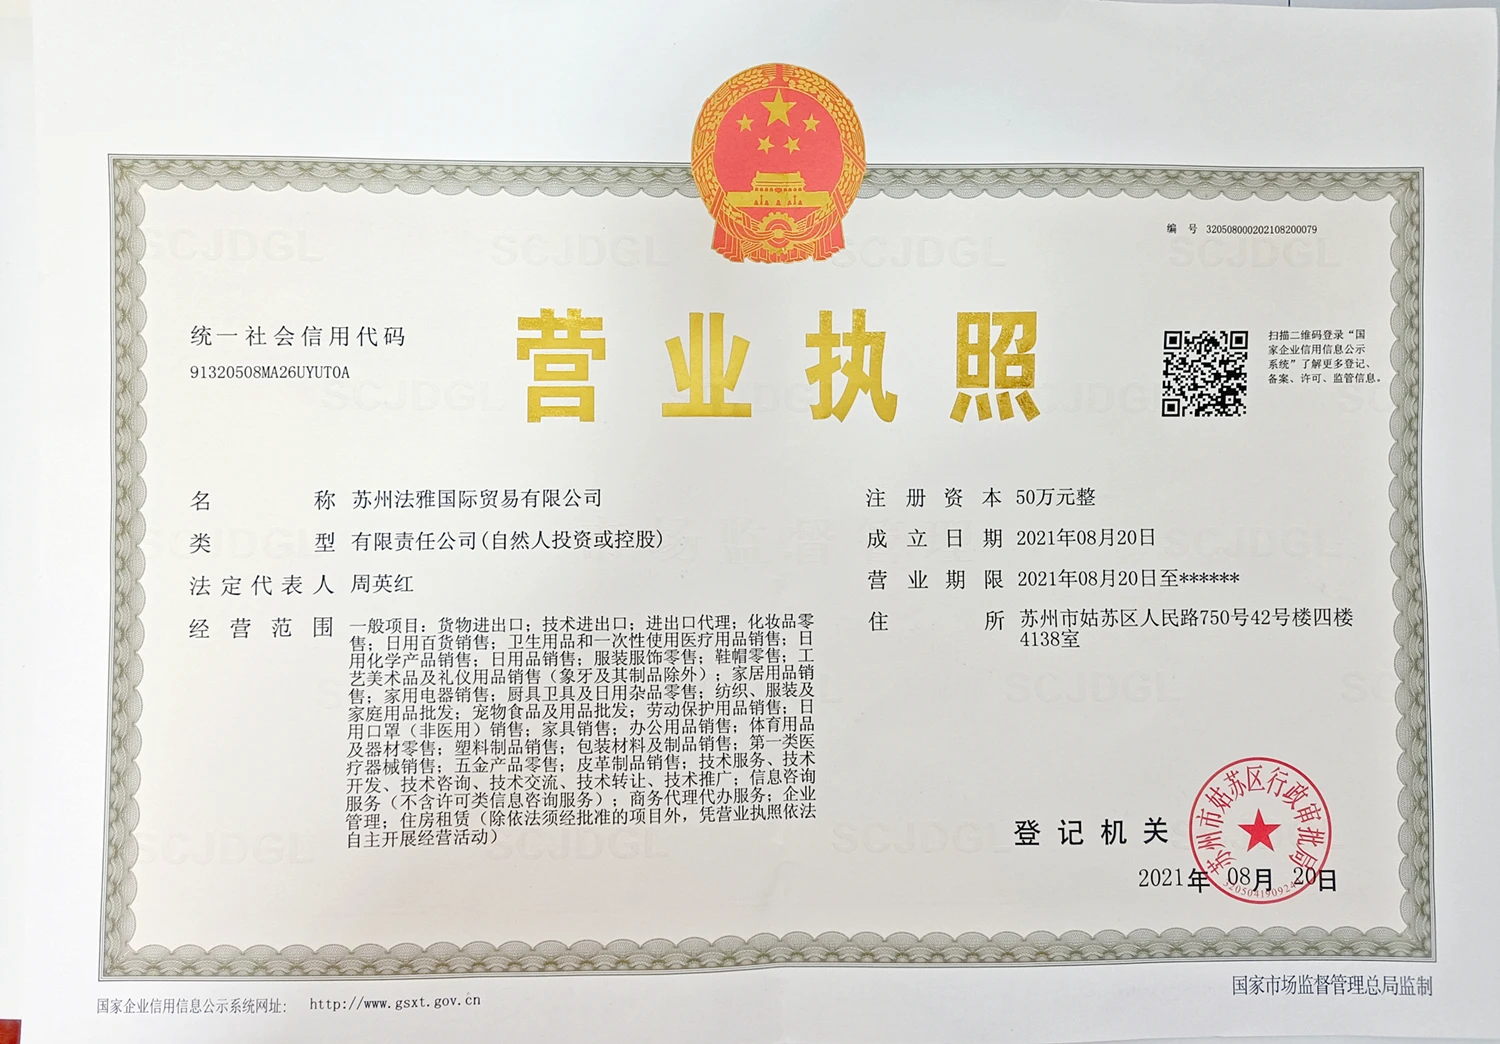 编 号 320508000202108200079
营业执照
统一社会信用代码
91320508MA26UYUT0A
扫描二维码登录“国
家企业信用信息公示
系统”了解更多登记、
备案、许可、监管信息。
名 称 苏州法雅国际贸易有限公司
类 型 有限责任公司(自然人投资或控股)
法定代表人 周英红
经营范围 一般项目：货物进出口；技术进出口；进出口代理；化妆品零
售；日用百货销售；卫生用品和一次性使用医疗用品销售；日
用化学产品销售；日用品销售；服装服饰零售；鞋帽零售；工
艺美术品及礼仪用品销售（象牙及其制品除外）；家居用品销
售；家用电器销售；厨具卫具及日用杂品零售；纺织、服装及
家庭用品批发；宠物食品及用品批发；劳动保护用品销售；日
用口罩（非医用）销售；家具销售；办公用品销售；体育用品
及器材零售；塑料制品销售；包装材料及制品销售；第一类医
疗器械销售；五金产品零售；皮革制品销售；技术服务、技术
开发、技术咨询、技术交流、技术转让、技术推广；信息咨询
服务（不含许可类信息咨询服务）；商务代理代办服务；企业
管理；住房租赁（除依法须经批准的项目外，凭营业执照依法
自主开展经营活动）
注册资本 50万元整
成立日期 2021年08月20日
营业期限 2021年08月20日至******
住 所 苏州市姑苏区人民路750号42号楼四楼
4138室
登记机关
苏州市姑苏区行政审批局
2021年 08月 20日
国家企业信用信息公示系统网址： http://www.gsxt.gov.cn
国家市场监督管理总局监制